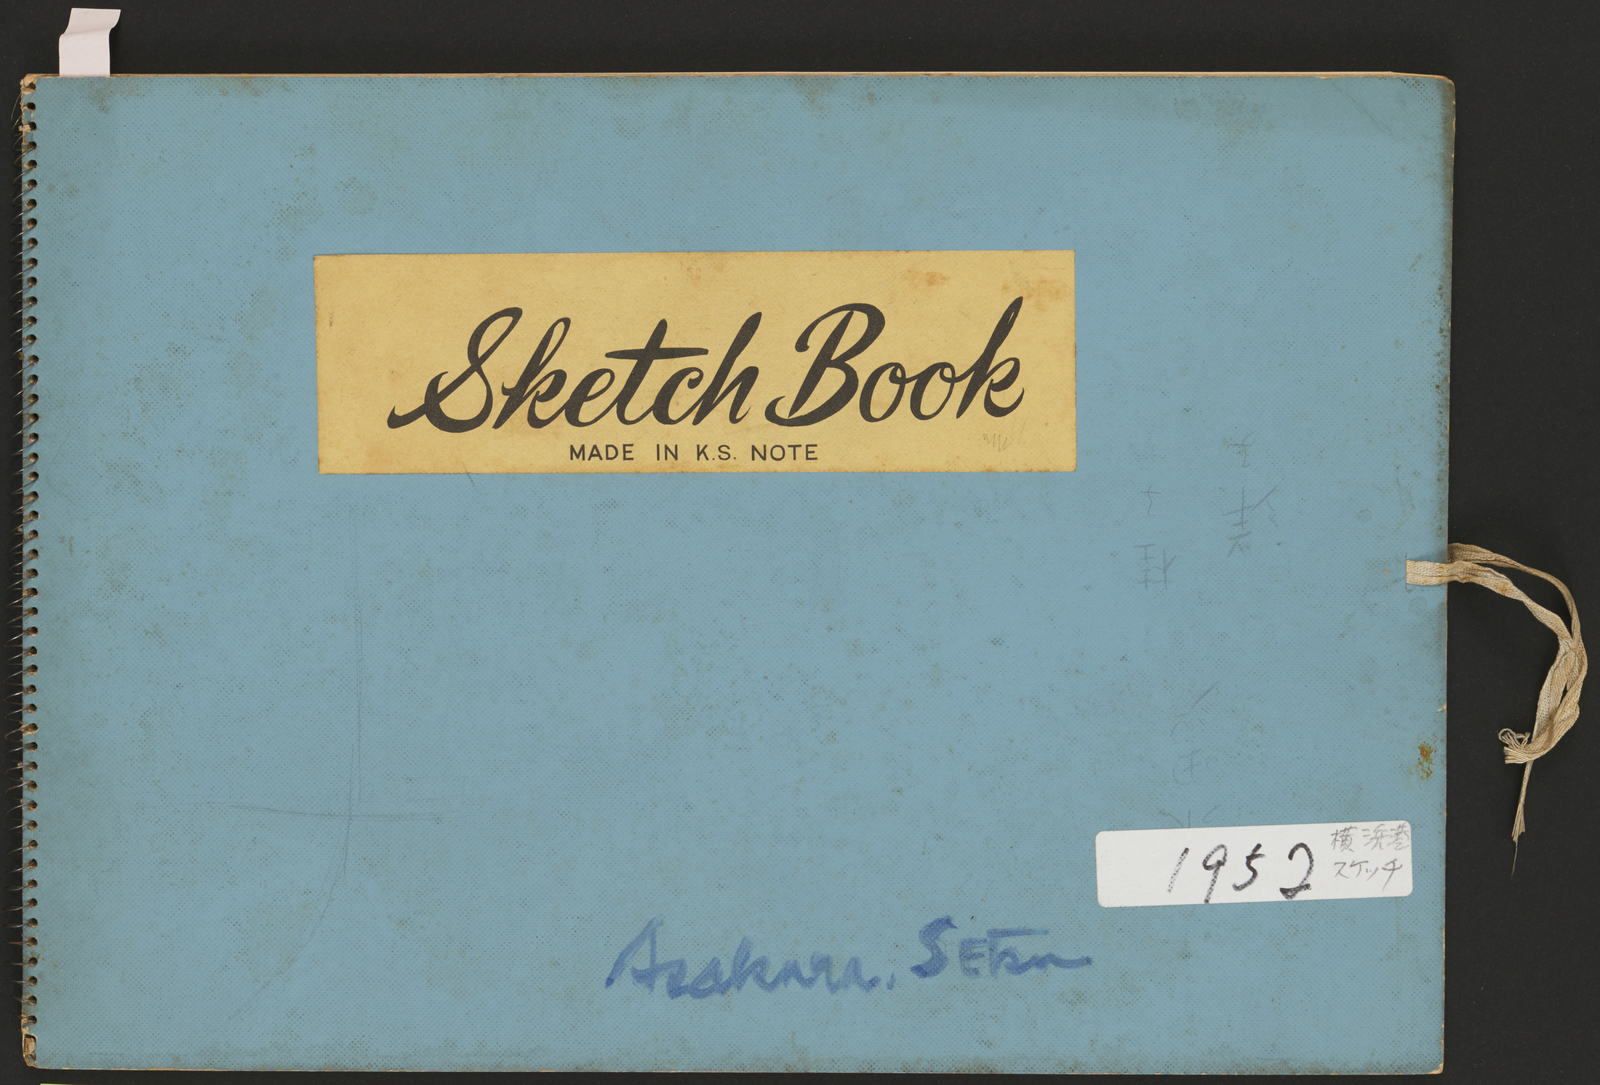 Sketch Book
MADE IN K.S. NOTE
1952 横浜港
スケッチ
Asakura. Setsu